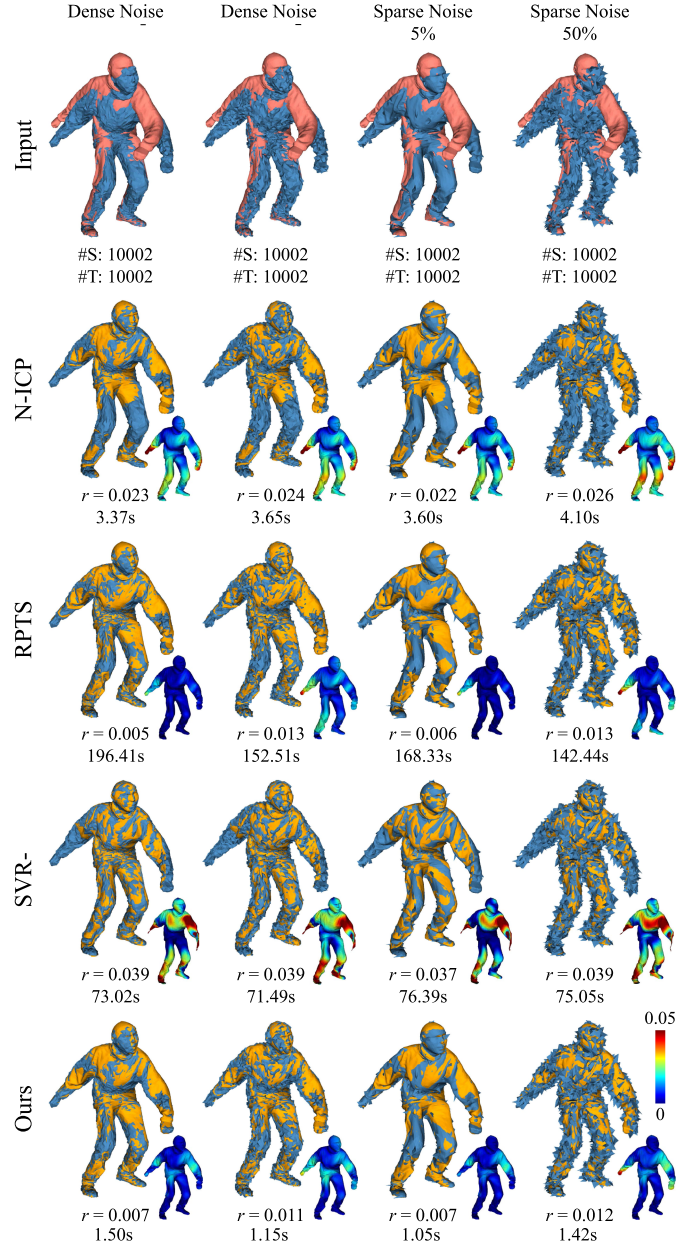 Dense Noise Dense Noise Sparse Noise Sparse Noise
5% 50%
Input
#S: 10002 #S: 10002 #S: 10002 #S: 10002
#T: 10002 #T: 10002 #T: 10002 #T: 10002
N-ICP
r = 0.023 r = 0.024 r = 0.022 r = 0.026
3.37s 3.65s 3.60s 4.10s
RPTS
r = 0.005 r = 0.013 r = 0.006 r = 0.013
196.41s 152.51s 168.33s 142.44s
SVR-
r = 0.039 r = 0.039 r = 0.037 r = 0.039
73.02s 71.49s 76.39s 75.05s
0.05
0
Ours
r = 0.007 r = 0.011 r = 0.007 r = 0.012
1.50s 1.15s 1.05s 1.42s